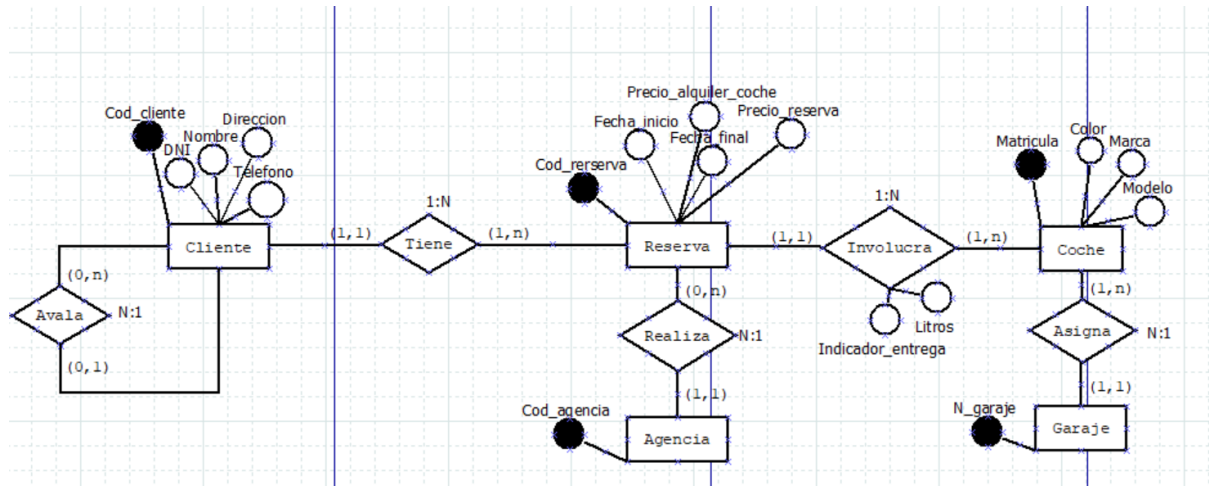 Precio_alquiler_coche
Cod_cliente
Direccion
Fecha_inicio
Precio_reserva
Nombre
Fecha_final
Color
DNI
Telefono
Cod_rerserva
Matricula
Marca
Modelo
1:N
Cliente
(1,1)
Tiene
(1,n)
Reserva
(1,1)
Involucra
(1,n)
Coche
(0,n)
(0,n)
(1,n)
Avala
N:1
Realiza
N:1
Litros
Indicador_entrega
Asigna
N:1
(0,1)
(1,1)
(1,1)
Cod_agencia
Agencia
N_garaje
Garaje